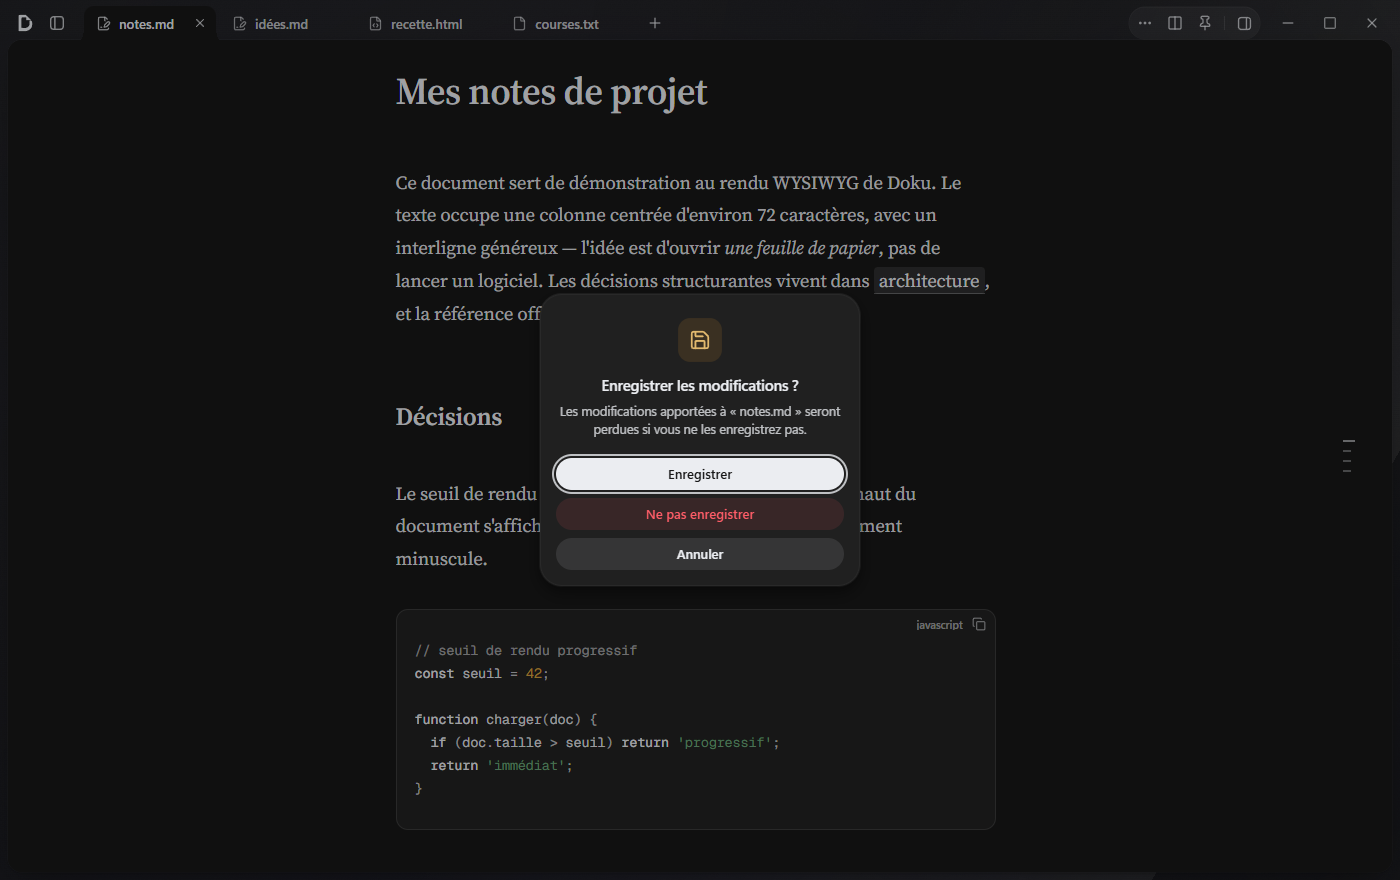 notes.md
idées.md
recette.html
courses.txt
Mes notes de projet
Ce document sert de démonstration au rendu WYSIWYG de Doku. Le
texte occupe une colonne centrée d'environ 72 caractères, avec un
interligne généreux — l'idée est d'ouvrir une feuille de papier, pas de
lancer un logiciel. Les décisions structurantes vivent dans architecture,
et la référence off
Enregistrer les modifications ?
Les modifications apportées à « notes.md » seront
perdues si vous ne les enregistrez pas.
Enregistrer
Ne pas enregistrer
Annuler
Décisions
Le seuil de rendu haut du
document s'affich ment
minuscule.
javascript
// seuil de rendu progressif
const seuil = 42;
function charger(doc) {
if (doc.taille > seuil) return 'progressif';
return 'immédiat';
}